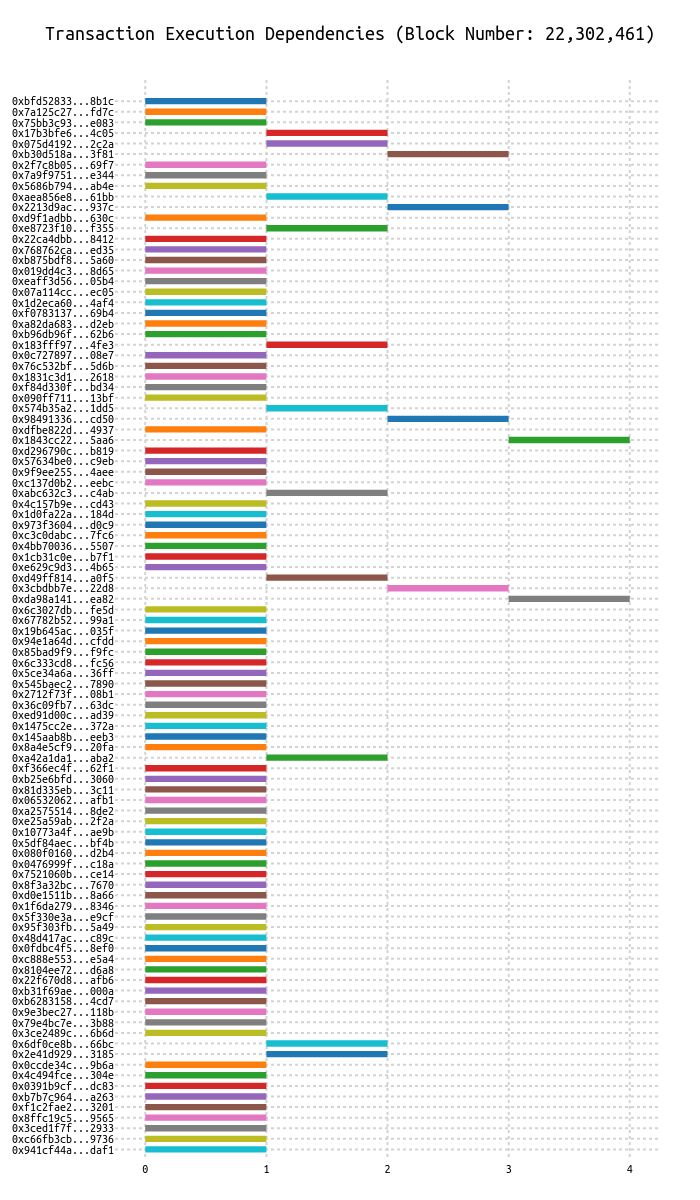 Transaction Execution Dependencies (Block Number: 22,302,461)
0xbfd52833...8b1c
0x7a125c27...fd7c
0x75bb3c93...e083
0x17b3bfe6...4c05
0x075d4192...2c2a
0xb30d518a...3f81
0x2f7c8b05...69f7
0x7a9f9751...e344
0x5686b794...ab4e
0xaea856e8...61bb
0x2213d9ac...937c
0xd9f1adbb...630c
0xe8723f10...f355
0x22ca4dbb...8412
0x768762ca...ed35
0xb875bdf8...5a60
0x019dd4c3...8d65
0xeaff3d56...05b4
0x07a114cc...ec05
0x1d2eca60...4af4
0xf0783137...69b4
0xa82da683...d2eb
0xb96db96f...62b6
0x183fff97...4fe3
0x0c727897...08e7
0x76c532bf...5d6b
0x1831c3d1...2618
0xf84d330f...bd34
0x090ff711...13bf
0x574b35a2...1dd5
0x98491336...cd50
0xdfbe822d...4937
0x1843cc22...5aa6
0xd296790c...b819
0x57634be0...c9eb
0x9f9ee255...4aee
0xc137d0b2...eebc
0xabc632c3...c4ab
0x4c157b9e...cd43
0x1d0fa22a...184d
0x973f3604...d0c9
0xc3c0dabc...7fc6
0x4bb70036...5507
0x1cb31c0e...b7f1
0xe629c9d3...4b65
0xd49ff814...a0f5
0x3cbdbb7e...22d8
0xda98a141...ea82
0x6c3027db...fe5d
0x67782b52...99a1
0x19b645ac...035f
0x94e1a64d...cfdd
0x85bad9f9...f9fc
0x6c333cd8...fc56
0x5ce34a6a...36ff
0x545baec2...7890
0x2712f73f...08b1
0x36c09fb7...63dc
0xed91d00c...ad39
0x1475cc2e...372a
0x145aab8b...eeb3
0x8a4e5cf9...20fa
0xa42a1da1...aba2
0xf366ec4f...62f1
0xb25e6bfd...3060
0x81d335eb...3c11
0x06532062...afb1
0xa2575514...8de2
0xe25a59ab...2f2a
0x10773a4f...ae9b
0x5df84aec...bf4b
0x080f0160...d2b4
0x0476999f...c18a
0x7521060b...ce14
0x8f3a32bc...7670
0xd0e1511b...8a66
0x1f6da279...8346
0x5f330e3a...e9cf
0x95f303fb...5a49
0x48d417ac...c89c
0x0fdbc4f5...8ef0
0xc888e553...e5a4
0x8104ee72...d6a8
0x22f670d8...afb6
0xb31f69ae...000a
0xb6283158...4cd7
0x9e3bec27...118b
0x79e4bc7e...3b88
0x3ce2489c...6b6d
0x6df0ce8b...66bc
0x2e41d929...3185
0x0ccde34c...9b6a
0x4c494fce...304e
0x0391b9cf...dc83
0xb7b7c964...a263
0xf1c2fae2...3201
0x8ffc19c5...9565
0x3ced1f7f...2933
0xc66fb3cb...9736
0x941cf44a...daf1
0 1 2 3 4